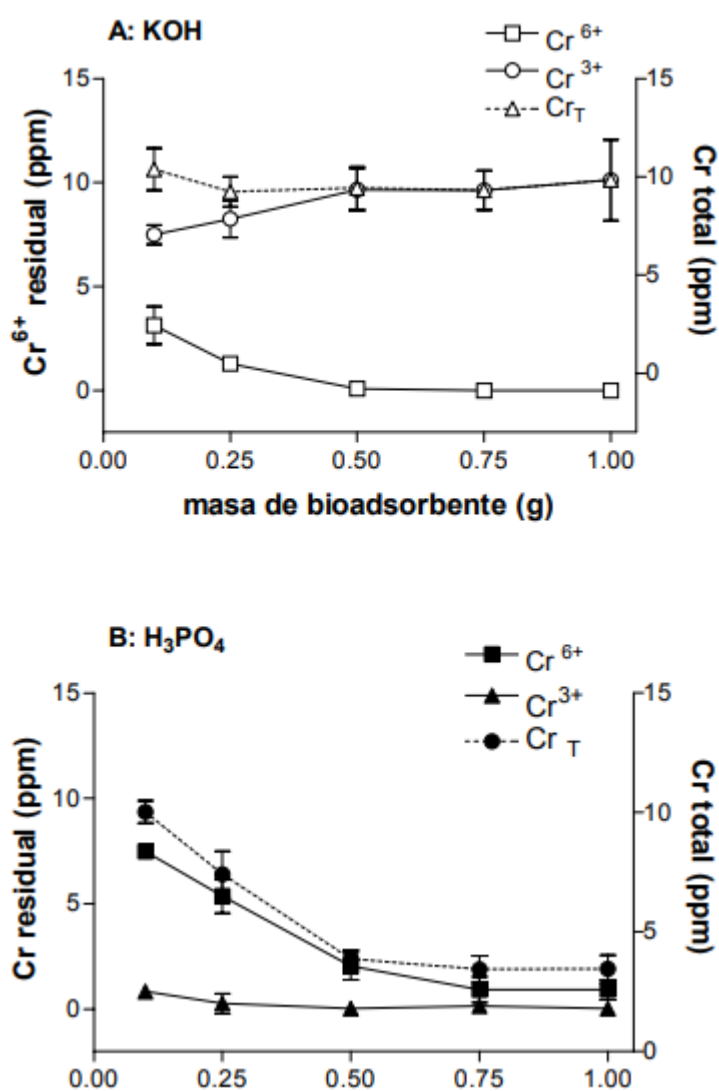 A: KOH
Cr 6+
Cr 3+
CrT
15
10
5
0
Cr6+ residual (ppm)
15
10
5
0
Cr total (ppm)
0.00 0.25 0.50 0.75 1.00
masa de bioadsorbente (g)
B: H3PO4
Cr 6+
Cr3+
Cr T
15
10
5
0
Cr residual (ppm)
15
10
5
0
Cr total (ppm)
0.00 0.25 0.50 0.75 1.00